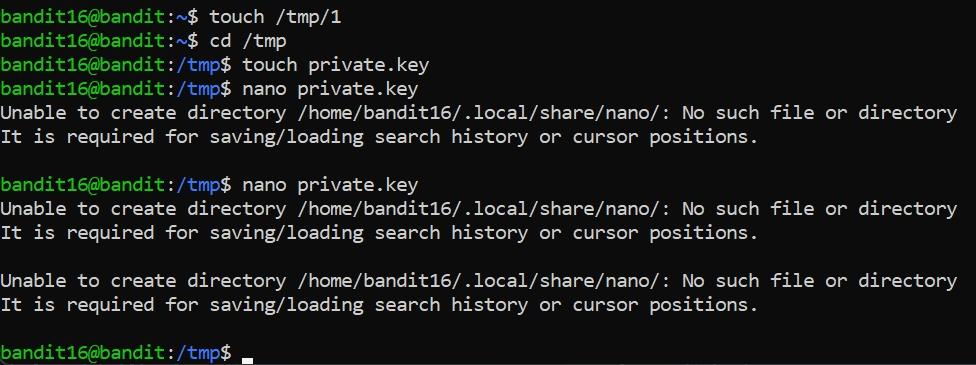 bandit16@bandit:~$ touch /tmp/1
bandit16@bandit:~$ cd /tmp
bandit16@bandit:/tmp$ touch private.key
bandit16@bandit:/tmp$ nano private.key
Unable to create directory /home/bandit16/.local/share/nano/: No such file or directory
It is required for saving/loading search history or cursor positions.
bandit16@bandit:/tmp$ nano private.key
Unable to create directory /home/bandit16/.local/share/nano/: No such file or directory
It is required for saving/loading search history or cursor positions.
Unable to create directory /home/bandit16/.local/share/nano/: No such file or directory
It is required for saving/loading search history or cursor positions.
bandit16@bandit:/tmp$